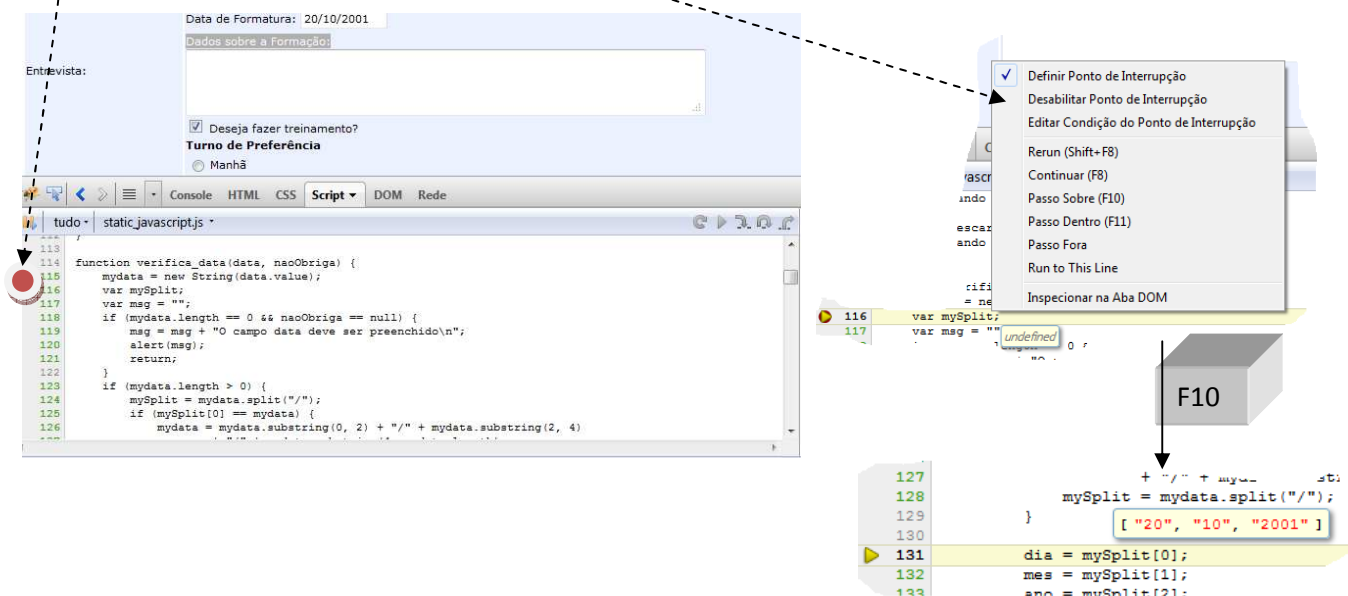 Data de Formatura: 20/10/2001
Dados sobre a Formação:
Entrevista:
Deseja fazer treinamento?
Turno de Preferência
Manhã
Console HTML CSS Script DOM Rede
tudo static_javascript.js
113
114 function verifica_data(data, naoObriga) {
115 mydata = new String(data.value);
116 var mySplit;
117 var msg = "";
118 if (mydata.length == 0 && naoObriga == null) {
119 msg = msg + "O campo data deve ser preenchido\n";
120 alert(msg);
121 return;
122 }
123 if (mydata.length > 0) {
124 mySplit = mydata.split("/");
125 if (mySplit[0] == mydata) {
126 mydata = mydata.substring(0, 2) + "/" + mydata.substring(2, 4)
Definir Ponto de Interrupção
Desabilitar Ponto de Interrupção
Editar Condição do Ponto de Interrupção
Rerun (Shift+F8)
Continuar (F8)
Passo Sobre (F10)
Passo Dentro (F11)
Passo Fora
Run to This Line
Inspecionar na Aba DOM
116 var mySplit;
117 var msg = ""
undefined
F10
127 + "/" +
128 mySplit = mydata.split("/");
129 }
[ "20", "10", "2001" ]
130
131 dia = mySplit[0];
132 mes = mySplit[1];
133 ano = mySplit[2];